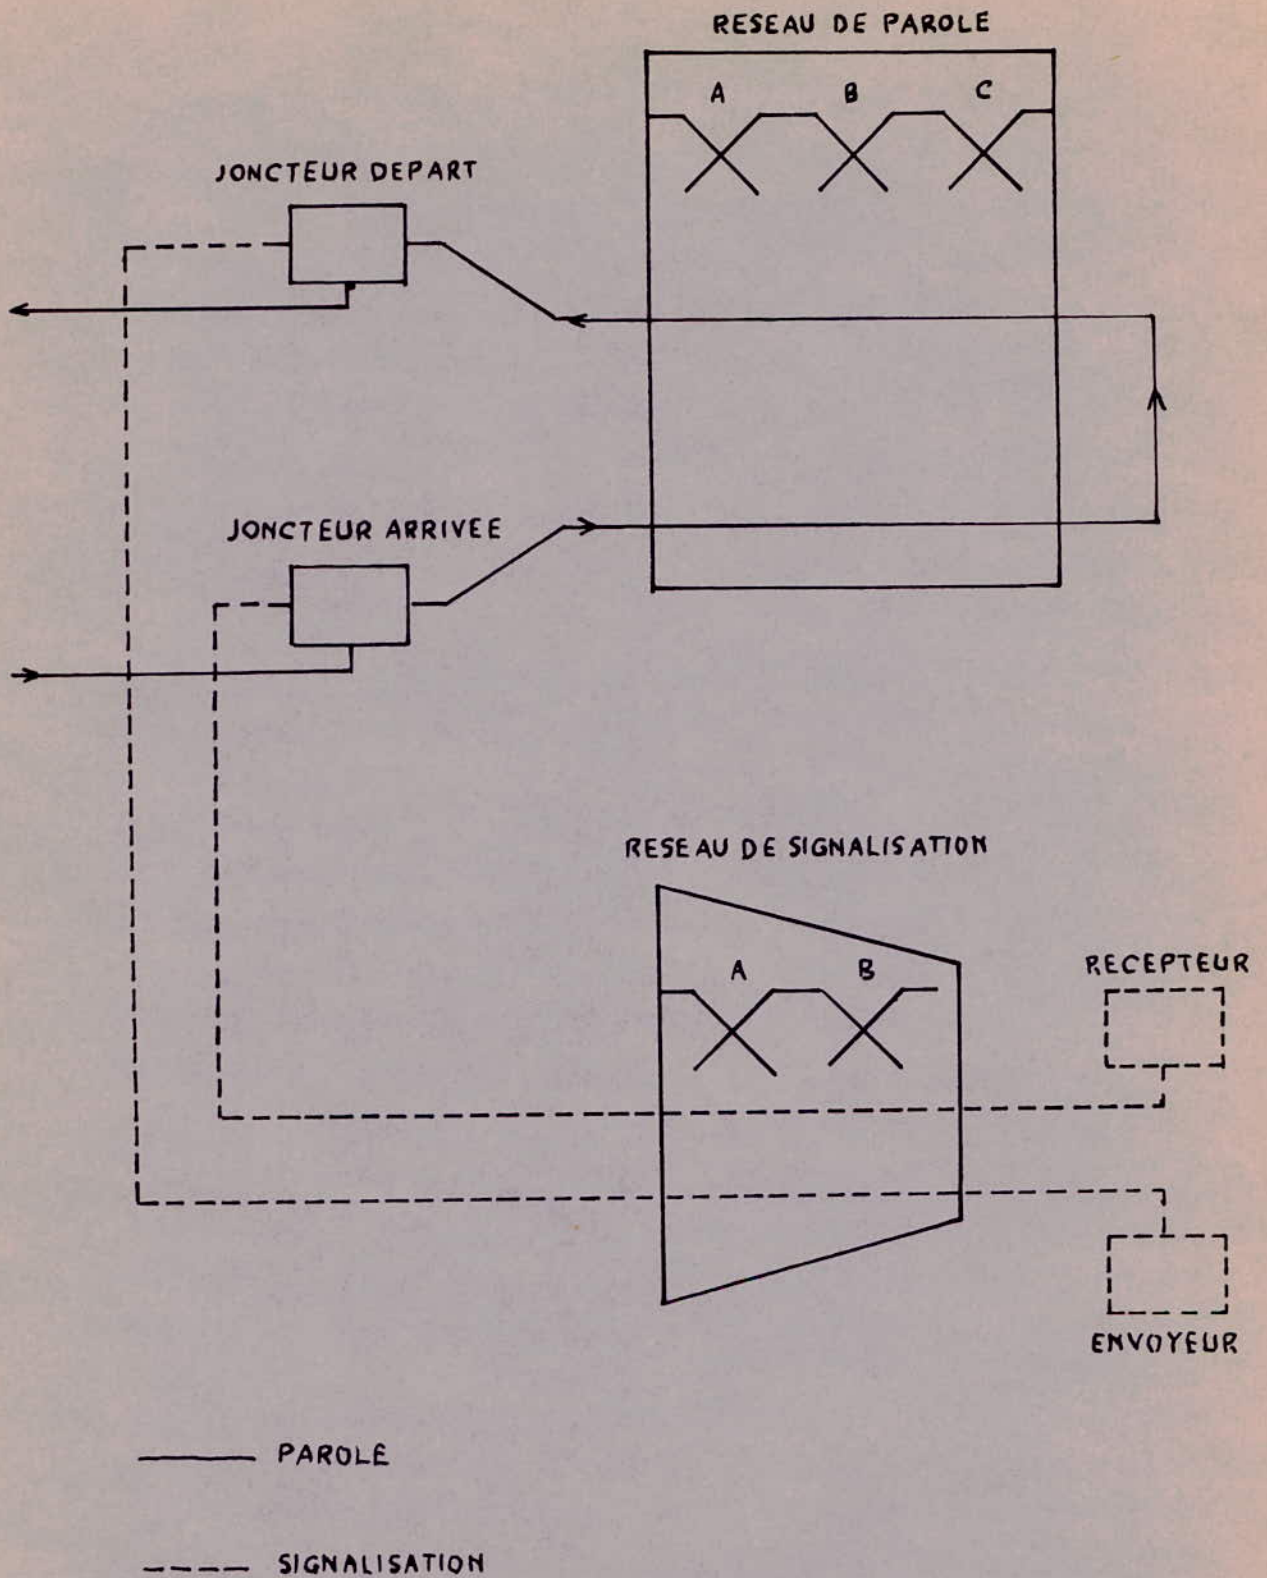 RESEAU DE PAROLE
A B C
JONCTEUR DEPART
JONCTEUR ARRIVEE
RESEAU DE SIGNALISATION
A B
RECEPTEUR
ENVOYEUR
PAROLE
SIGNALISATION